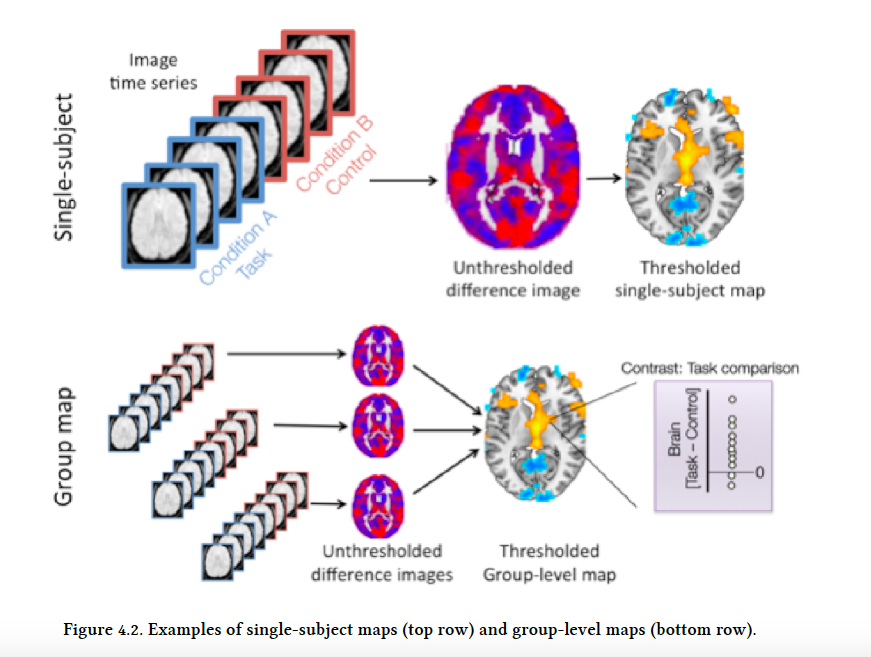 Single-subject
Image
time series
Condition A
Task
Condition B
Control
Unthresholded
difference image
Thresholded
single-subject map
Group map
Unthresholded
difference images
Thresholded
Group-level map
Contrast: Task comparison
Brain
[Task – Control]
0
Figure 4.2. Examples of single-subject maps (top row) and group-level maps (bottom row).